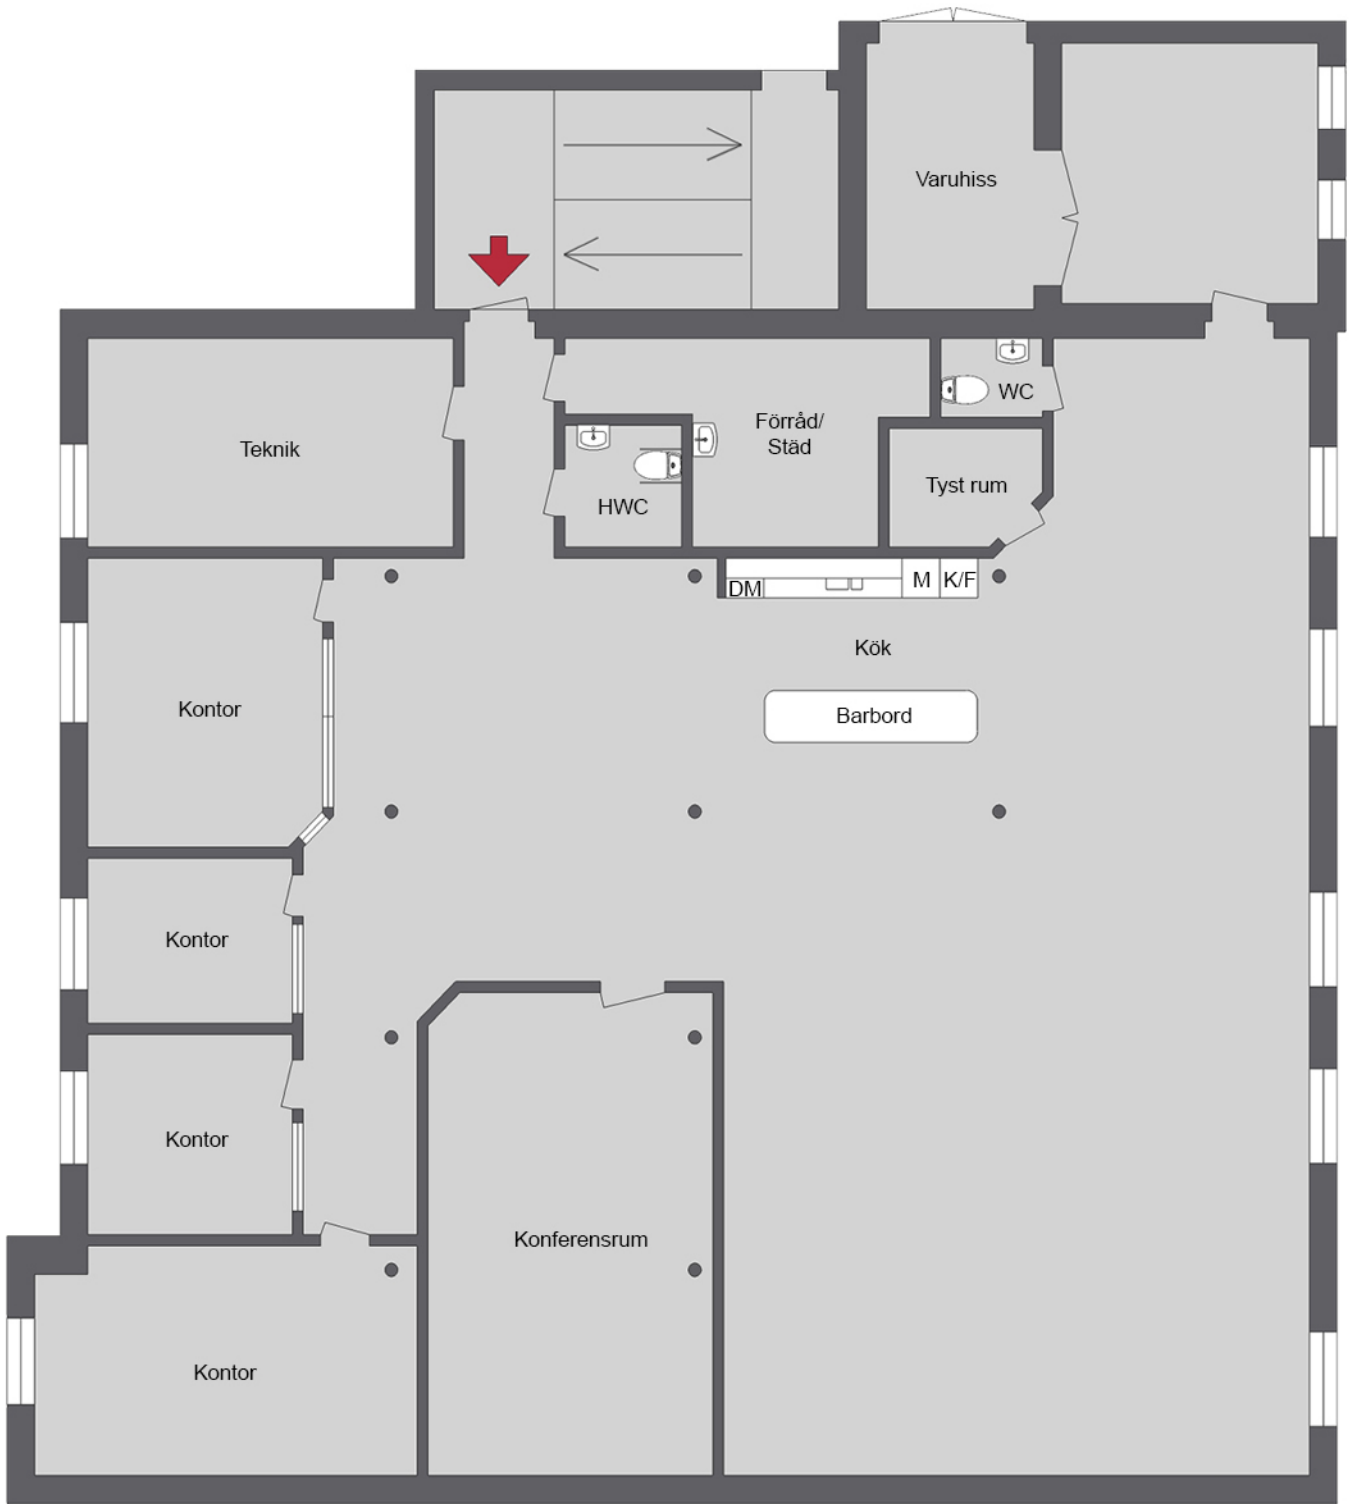 Varuhiss
WC
Förråd/
Städ
Teknik
Tyst rum
HWC
DM
M
K/F
Kök
Kontor
Barbord
Kontor
Kontor
Konferensrum
Kontor